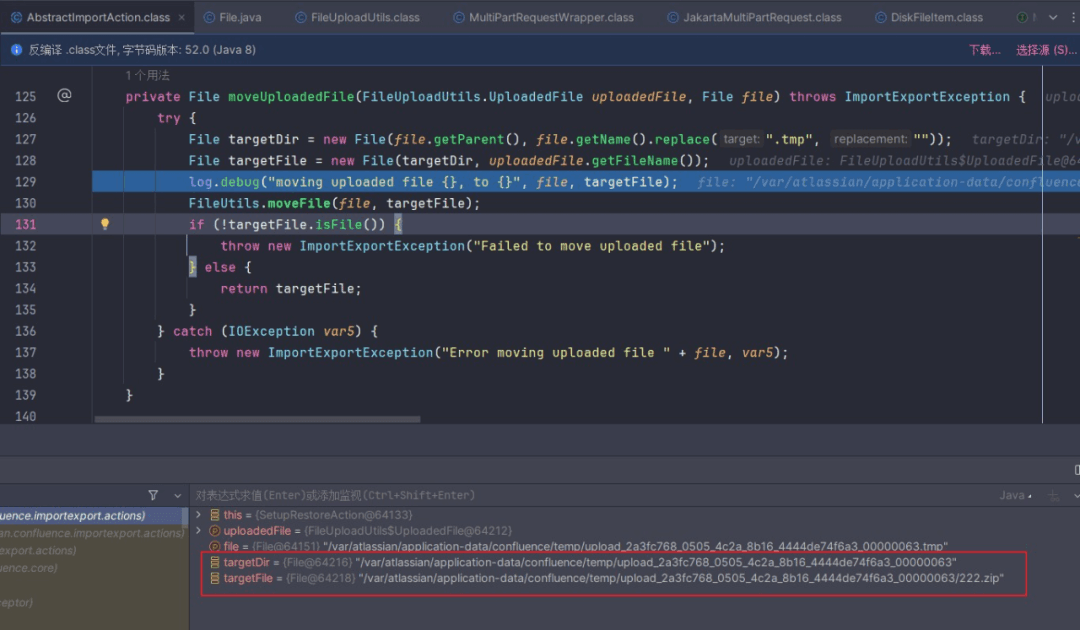 AbstractImportAction.class × File.java FileUploadUtils.class MultiPartRequestWrapper.class JakartaMultiPartRequest.class DiskFileItem.class
反编译 .class文件, 字节码版本: 52.0 (Java 8) 下载... 选择源 (S)...
1个用法
125 @ private File moveUploadedFile(FileUploadUtils.UploadedFile uploadedFile, File file) throws ImportExportException {
126 try {
127 File targetDir = new File(file.getParent(), file.getName().replace( target: ".tmp", replacement: "")); targetDir: "/v
128 File targetFile = new File(targetDir, uploadedFile.getFileName()); uploadedFile: FileUploadUtils$UploadedFile@64
129 log.debug("moving uploaded file {}, to {}", file, targetFile); file: "/var/atlassian/application-data/confluence
130 FileUtils.moveFile(file, targetFile);
131 if (!targetFile.isFile()) {
132 throw new ImportExportException("Failed to move uploaded file");
133 } else {
134 return targetFile;
135 }
136 } catch (IOException var5) {
137 throw new ImportExportException("Error moving uploaded file " + file, var5);
138 }
139 }
140
对表达式求值(Enter)或添加监视(Ctrl+Shift+Enter) Java
uence.importexport.actions) this = {SetupRestoreAction@64133}
an.confluence.importexport.actions) uploadedFile = {FileUploadUtils$UploadedFile@64212}
export.actions) file = {File@64151} "/var/atlassian/application-data/confluence/temp/upload_2a3fc768_0505_4c2a_8b16_4444de74f6a3_00000063.tmp"
uence.core) targetDir = {File@64216} "/var/atlassian/application-data/confluence/temp/upload_2a3fc768_0505_4c2a_8b16_4444de74f6a3_00000063"
targetFile = {File@64218} "/var/atlassian/application-data/confluence/temp/upload_2a3fc768_0505_4c2a_8b16_4444de74f6a3_00000063/222.zip"
ceptor)